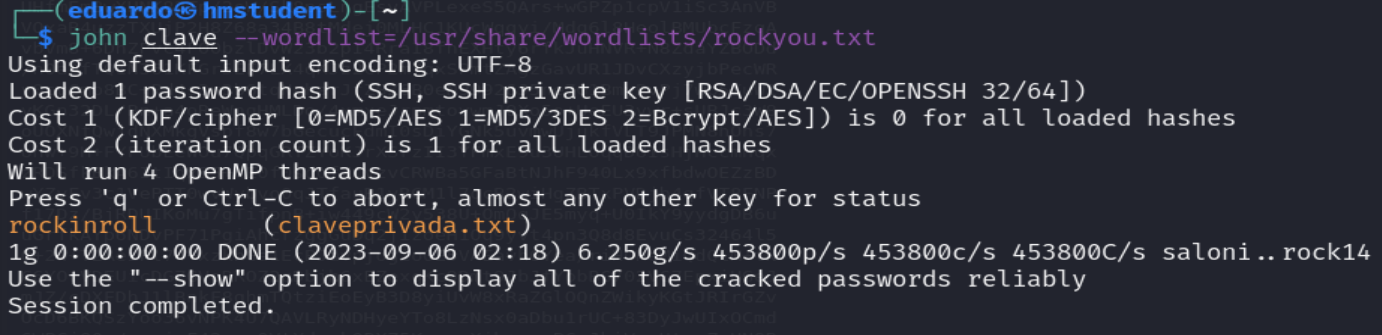 ┌──(eduardo㉿hmstudent)-[~]
└─$ john clave --wordlist=/usr/share/wordlists/rockyou.txt
Using default input encoding: UTF-8
Loaded 1 password hash (SSH, SSH private key [RSA/DSA/EC/OPENSSH 32/64])
Cost 1 (KDF/cipher [0=MD5/AES 1=MD5/3DES 2=Bcrypt/AES]) is 0 for all loaded hashes
Cost 2 (iteration count) is 1 for all loaded hashes
Will run 4 OpenMP threads
Press 'q' or Ctrl-C to abort, almost any other key for status
rockinroll       (claveprivada.txt)
1g 0:00:00:00 DONE (2023-09-06 02:18) 6.250g/s 453800p/s 453800c/s 453800C/s saloni..rock14
Use the "--show" option to display all of the cracked passwords reliably
Session completed.